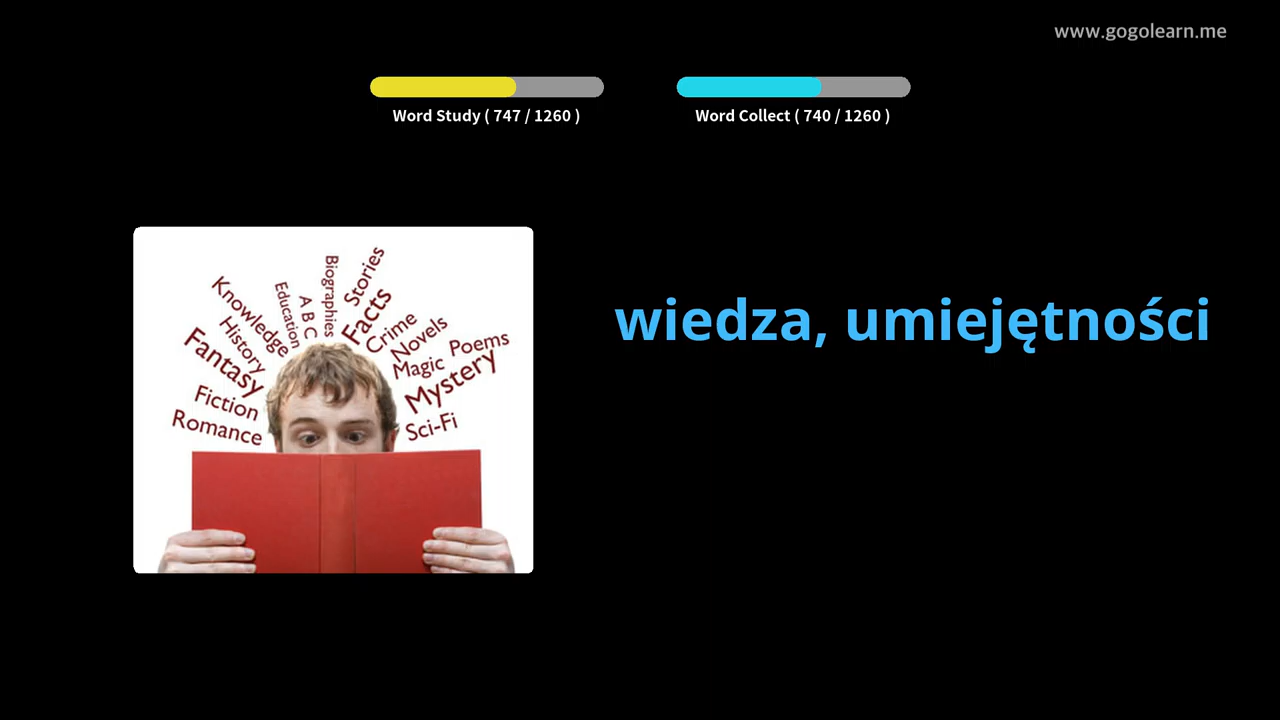 www.gogolearn.me
Word Study ( 747 / 1260 )
Word Collect ( 740 / 1260 )
wiedza, umiejętności
Knowledge
History
Fantasy
Fiction
Romance
Education
A B C
Biographies
Stories
Facts
Crime
Novels
Magic
Poems
Mystery
Sci-Fi